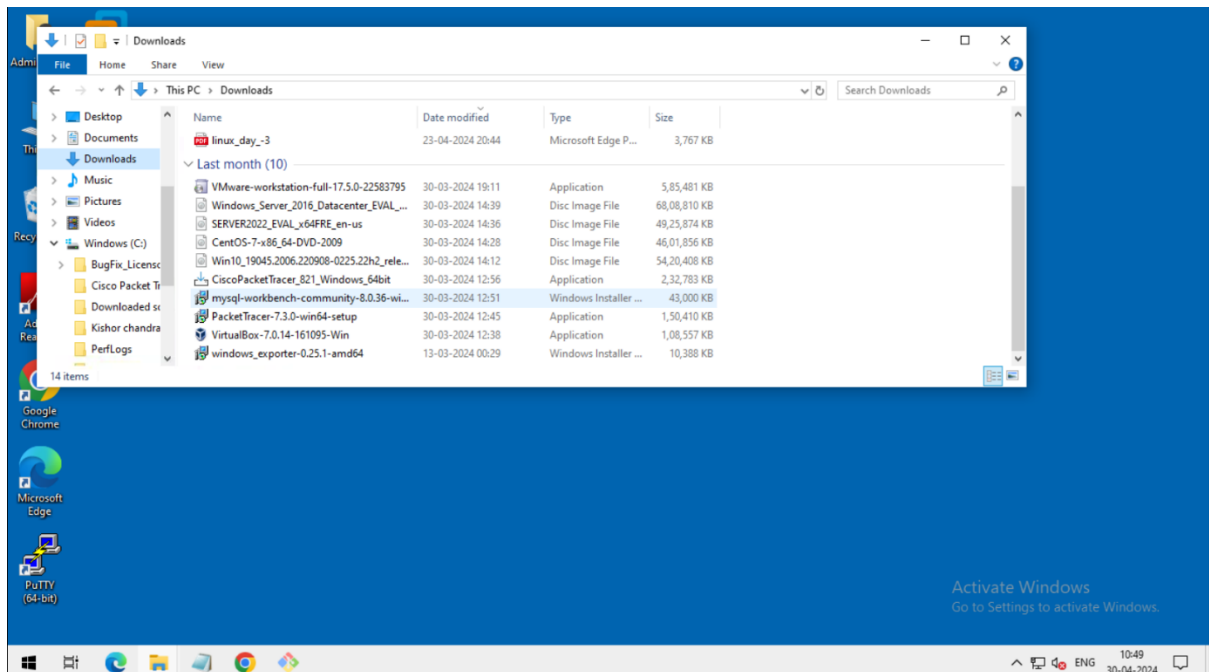 Downloads
File Home Share View
This PC > Downloads
Search Downloads
Desktop
Documents
Downloads
Music
Pictures
Videos
Windows (C:)
BugFix_Licensc
Cisco Packet Tr
Downloaded sc
Kishor chandra
PerfLogs
Name Date modified Type Size
PDF linux_day_-3 23-04-2024 20:44 Microsoft Edge P... 3,767 KB
Last month (10)
VMware-workstation-full-17.5.0-22583795 30-03-2024 19:11 Application 5,85,481 KB
Windows_Server_2016_Datacenter_EVAL_... 30-03-2024 14:39 Disc Image File 68,08,810 KB
SERVER2022_EVAL_x64FRE_en-us 30-03-2024 14:36 Disc Image File 49,25,874 KB
CentOS-7-x86_64-DVD-2009 30-03-2024 14:28 Disc Image File 46,01,856 KB
Win10_19045.2006.220908-0225.22h2_rele... 30-03-2024 14:12 Disc Image File 54,20,408 KB
CiscoPacketTracer_821_Windows_64bit 30-03-2024 12:56 Application 2,32,783 KB
mysql-workbench-community-8.0.36-wi... 30-03-2024 12:51 Windows Installer ... 43,000 KB
PacketTracer-7.3.0-win64-setup 30-03-2024 12:45 Application 1,50,410 KB
VirtualBox-7.0.14-161095-Win 30-03-2024 12:38 Application 1,08,557 KB
windows_exporter-0.25.1-amd64 13-03-2024 00:29 Windows Installer ... 10,388 KB
14 items
Admi
Thi
Recy
Ad
Rea
Google
Chrome
Microsoft
Edge
PuTTY
(64-bit)
Activate Windows
Go to Settings to activate Windows.
ENG
10:49
30-04-2024